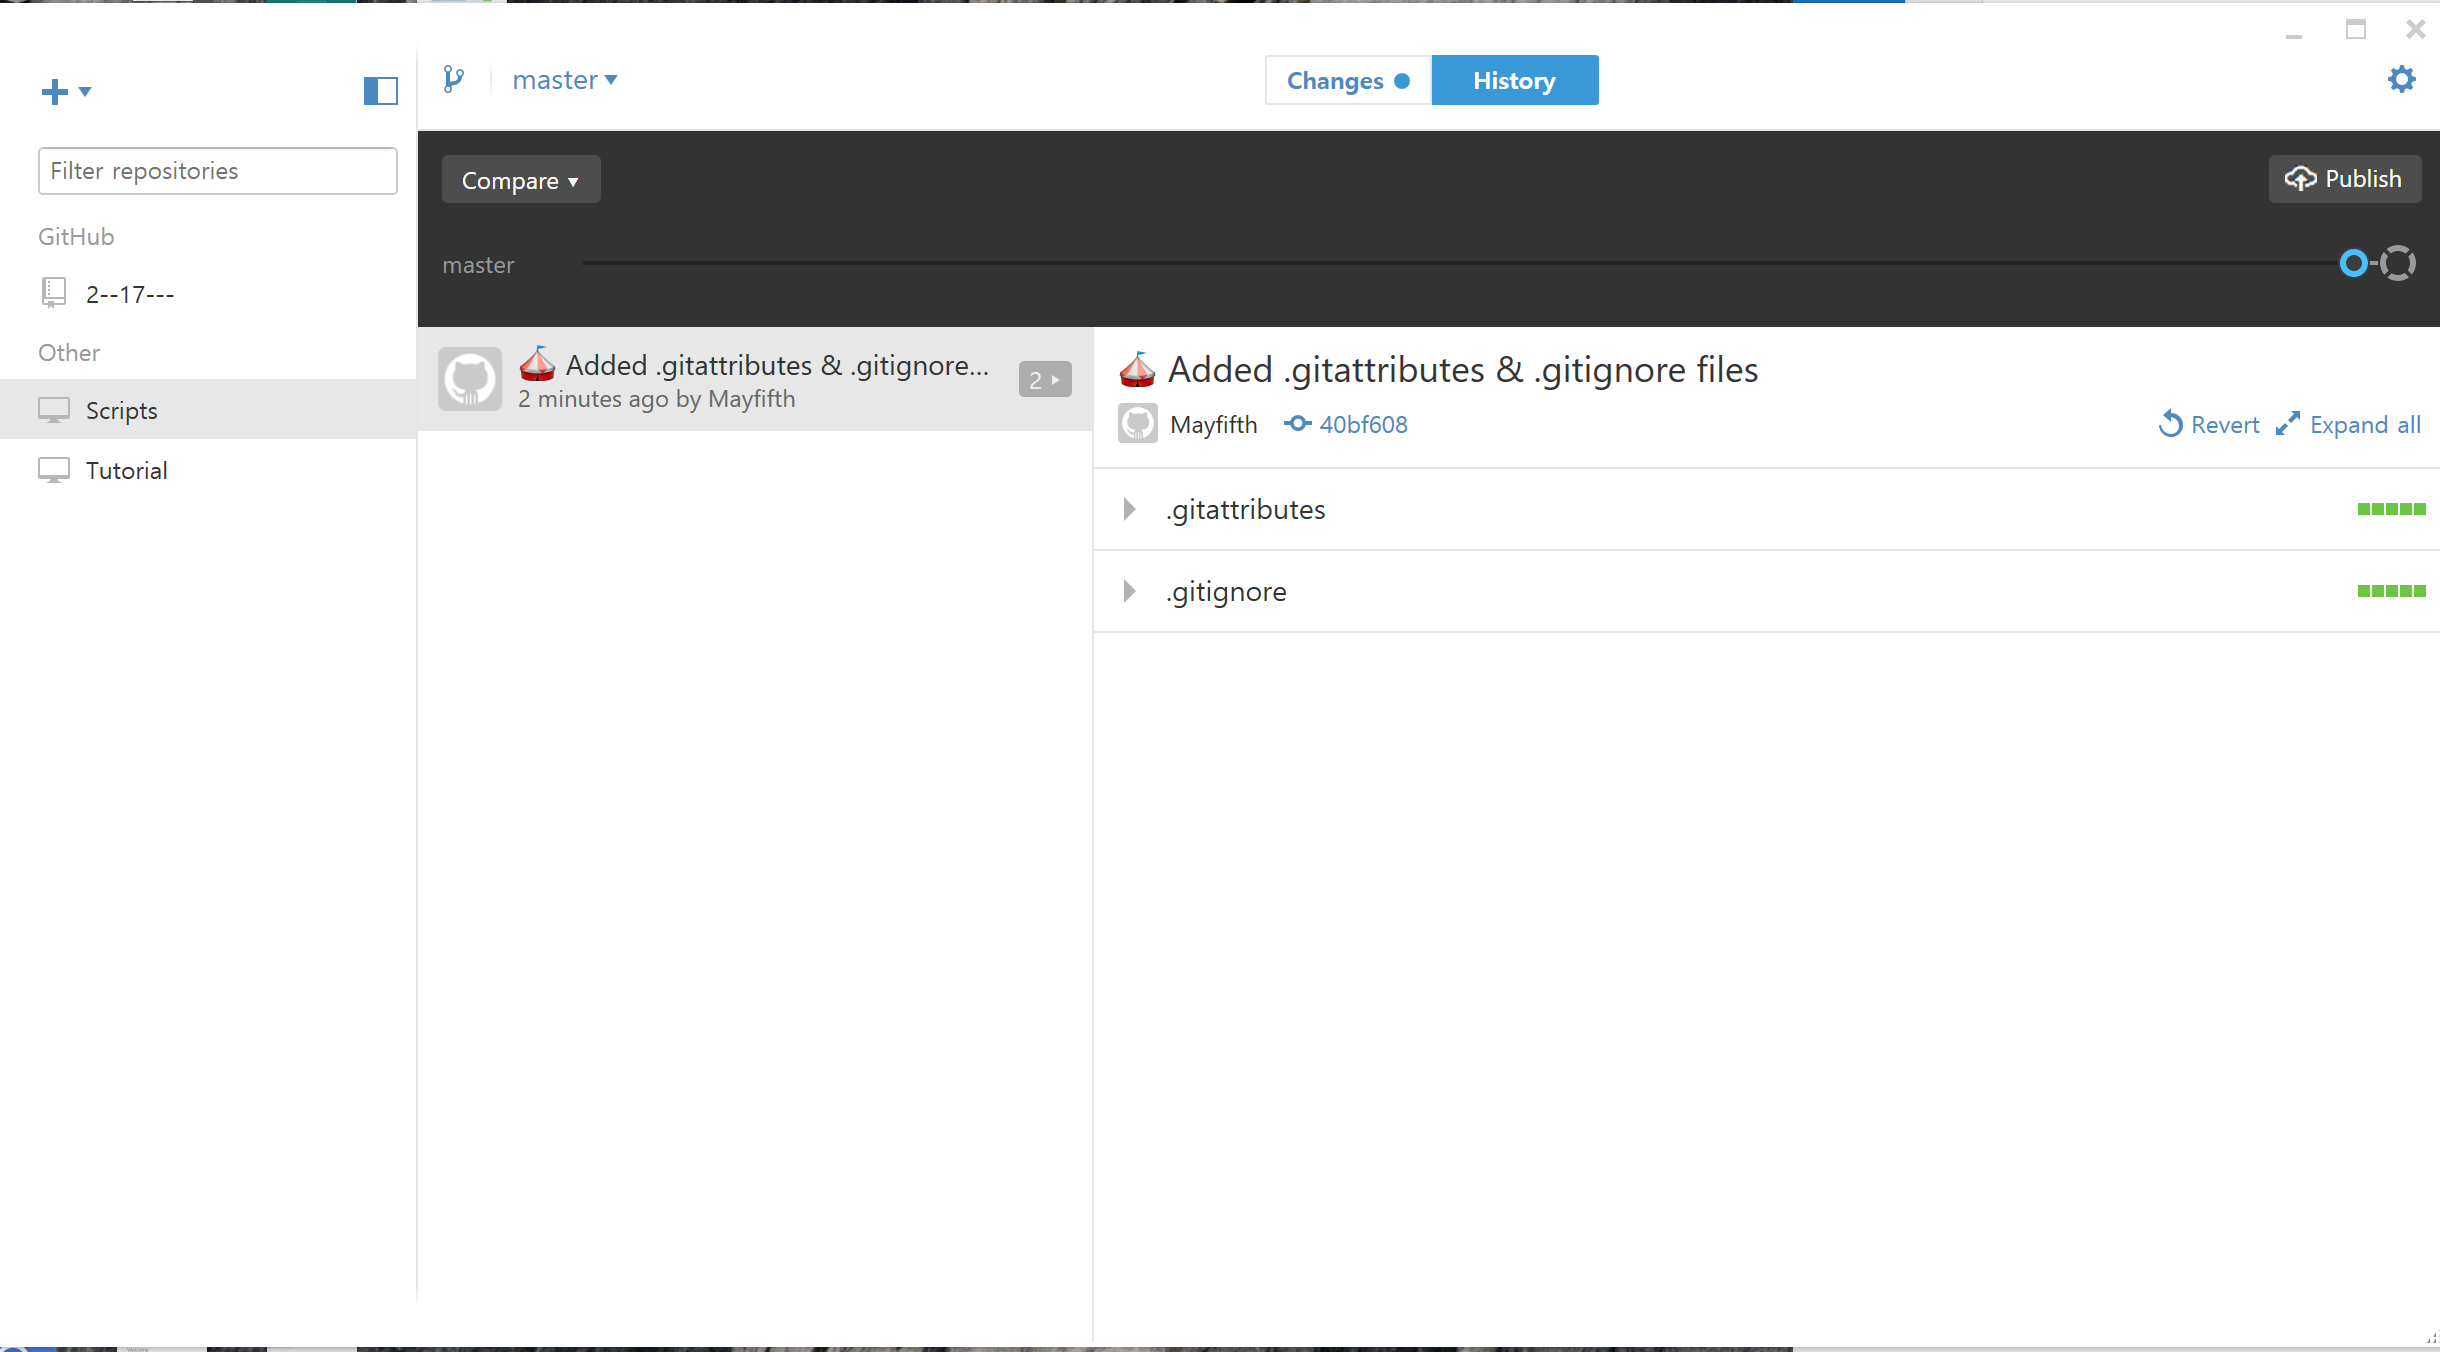 master
Changes
History
Filter repositories
Compare
Publish
GitHub
master
2--17---
Other
Added .gitattributes & .gitignore...
2
2 minutes ago by Mayfifth
Added .gitattributes & .gitignore files
Scripts
Mayfifth
40bf608
Revert
Expand all
Tutorial
.gitattributes
.gitignore